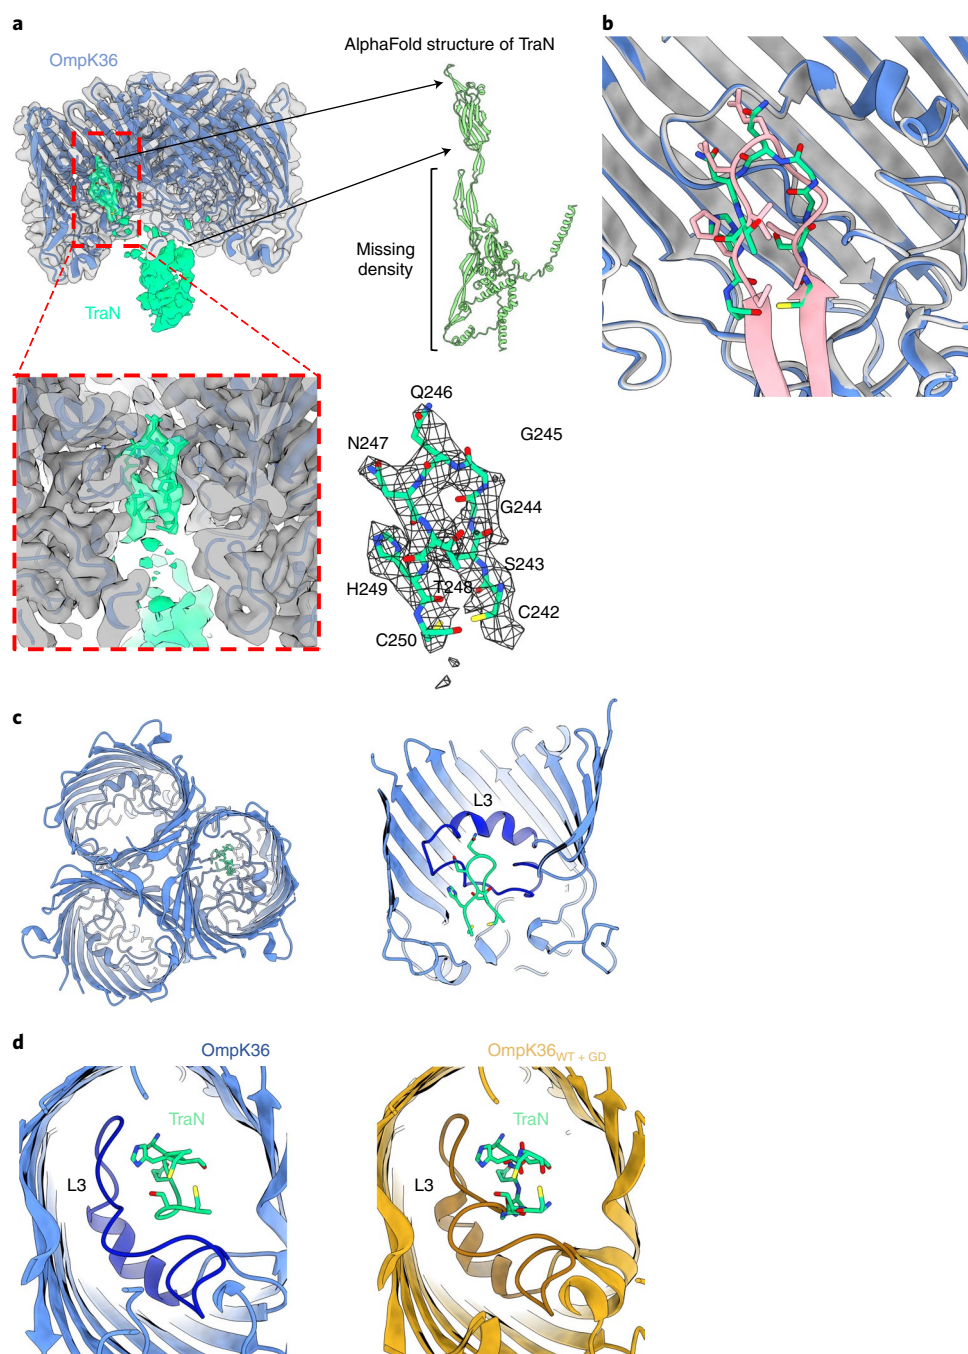 a
OmpK36
AlphaFold structure of TraN
Missing
density
TraN
Q246
N247
G245
G244
S243
H249
T248
C242
C250
b
c
L3
d
OmpK36
TraN
L3
OmpK36WT + GD
TraN
L3